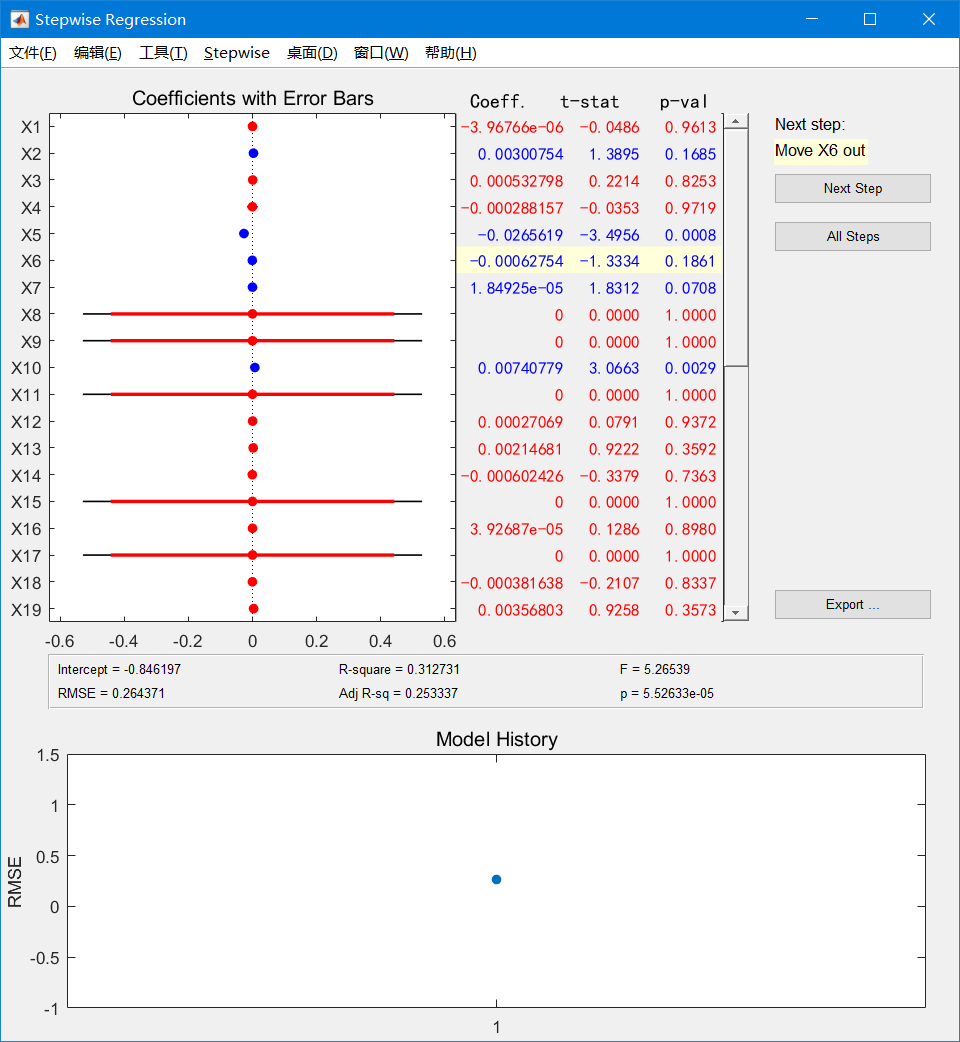 Stepwise Regression
文件(F) 编辑(E) 工具(T) Stepwise 桌面(D) 窗口(W) 帮助(H)
Coefficients with Error Bars Coeff. t-stat p-val
X1 -3.96766e-06 -0.0486 0.9613
X2 0.00300754 1.3895 0.1685
X3 0.000532798 0.2214 0.8253
X4 -0.000288157 -0.0353 0.9719
X5 -0.0265619 -3.4956 0.0008
X6 -0.00062754 -1.3334 0.1861
X7 1.84925e-05 1.8312 0.0708
X8 0 0.0000 1.0000
X9 0 0.0000 1.0000
X10 0.00740779 3.0663 0.0029
X11 0 0.0000 1.0000
X12 0.00027069 0.0791 0.9372
X13 0.00214681 0.9222 0.3592
X14 -0.000602426 -0.3379 0.7363
X15 0 0.0000 1.0000
X16 3.92687e-05 0.1286 0.8980
X17 0 0.0000 1.0000
X18 -0.000381638 -0.2107 0.8337
X19 0.00356803 0.9258 0.3573
-0.6 -0.4 -0.2 0 0.2 0.4 0.6
Next step:
Move X6 out
Next Step
All Steps
Export ...
Intercept = -0.846197 R-square = 0.312731 F = 5.26539
RMSE = 0.264371 Adj R-sq = 0.253337 p = 5.52633e-05
Model History
RMSE
1.5
1
0.5
0
-0.5
-1
1